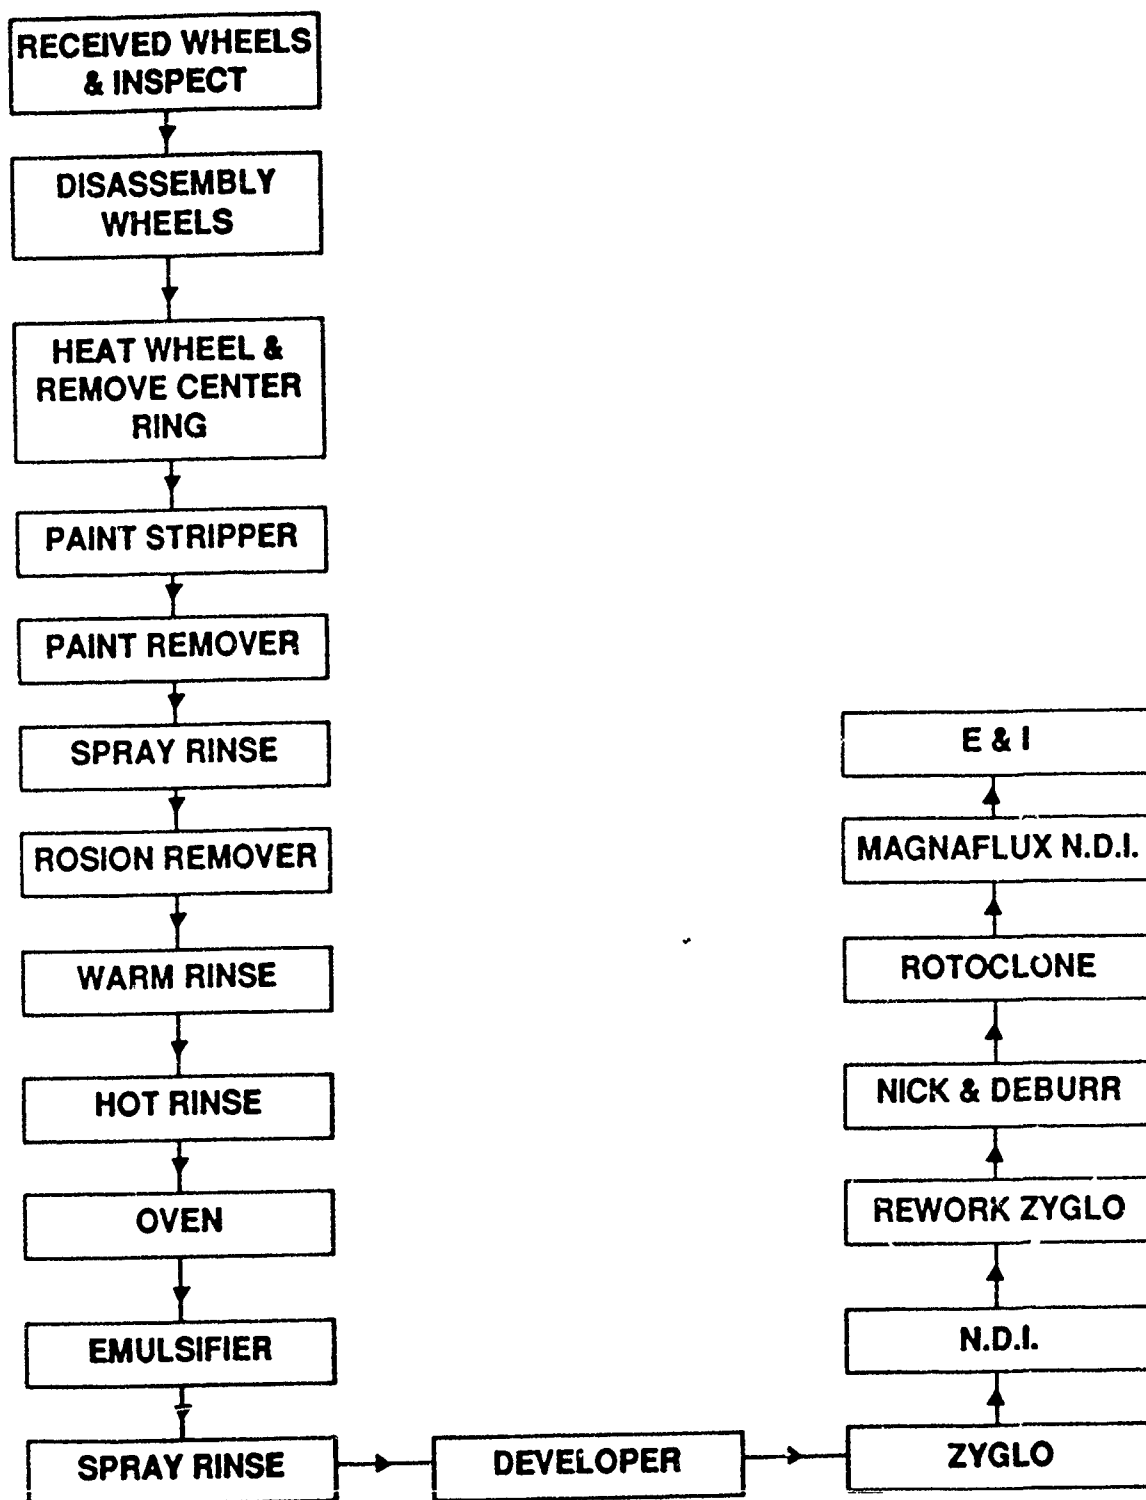 RECEIVED WHEELS
& INSPECT
DISASSEMBLY
WHEELS
HEAT WHEEL &
REMOVE CENTER
RING
PAINT STRIPPER
PAINT REMOVER
SPRAY RINSE
ROSION REMOVER
WARM RINSE
HOT RINSE
OVEN
EMULSIFIER
SPRAY RINSE
DEVELOPER
ZYGLO
N.D.I.
REWORK ZYGLO
NICK & DEBURR
ROTOCLONE
MAGNAFLUX N.D.I.
E & I